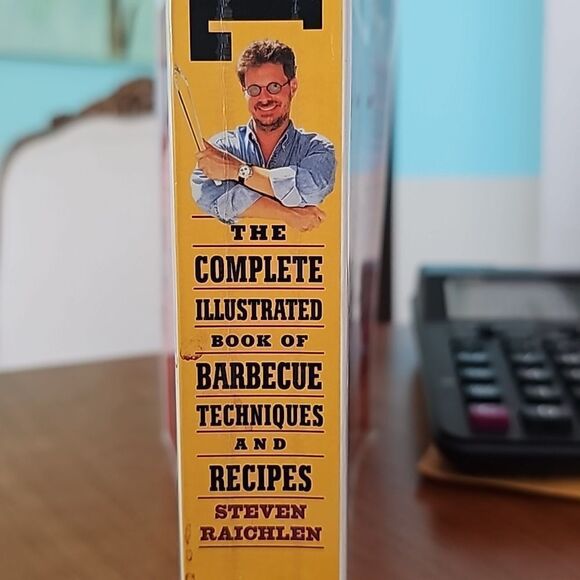 THE
COMPLETE
ILLUSTRATED
BOOK OF
BARBECUE
TECHNIQUES
AND
RECIPES
STEVEN
RAICHLEN